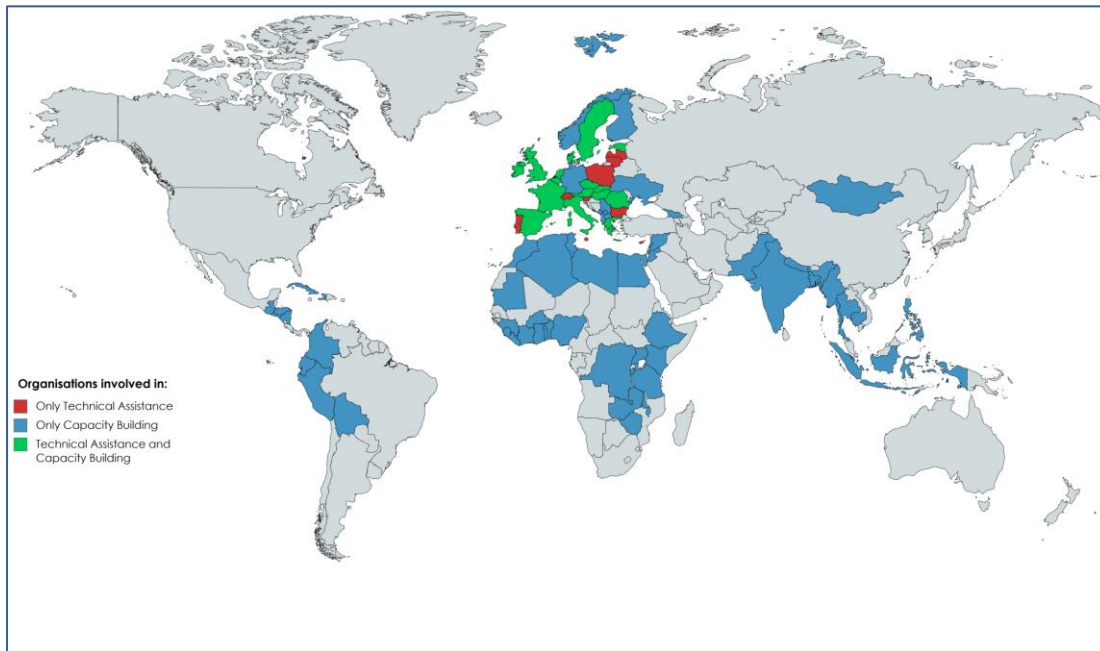 Organisations involved in:
Only Technical Assistance
Only Capacity Building
Technical Assistance and
Capacity Building